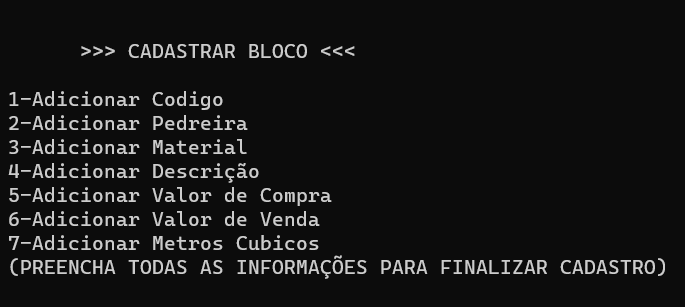 >>> CADASTRAR BLOCO <<<
1-Adicionar Codigo
2-Adicionar Pedreira
3-Adicionar Material
4-Adicionar Descrição
5-Adicionar Valor de Compra
6-Adicionar Valor de Venda
7-Adicionar Metros Cubicos
(PREENCHA TODAS AS INFORMAÇÕES PARA FINALIZAR CADASTRO)